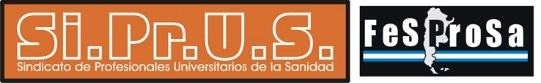 Si.Pr.U.S.
Sindicato de Profesionales Universitarios de la Sanidad
FeSProSa